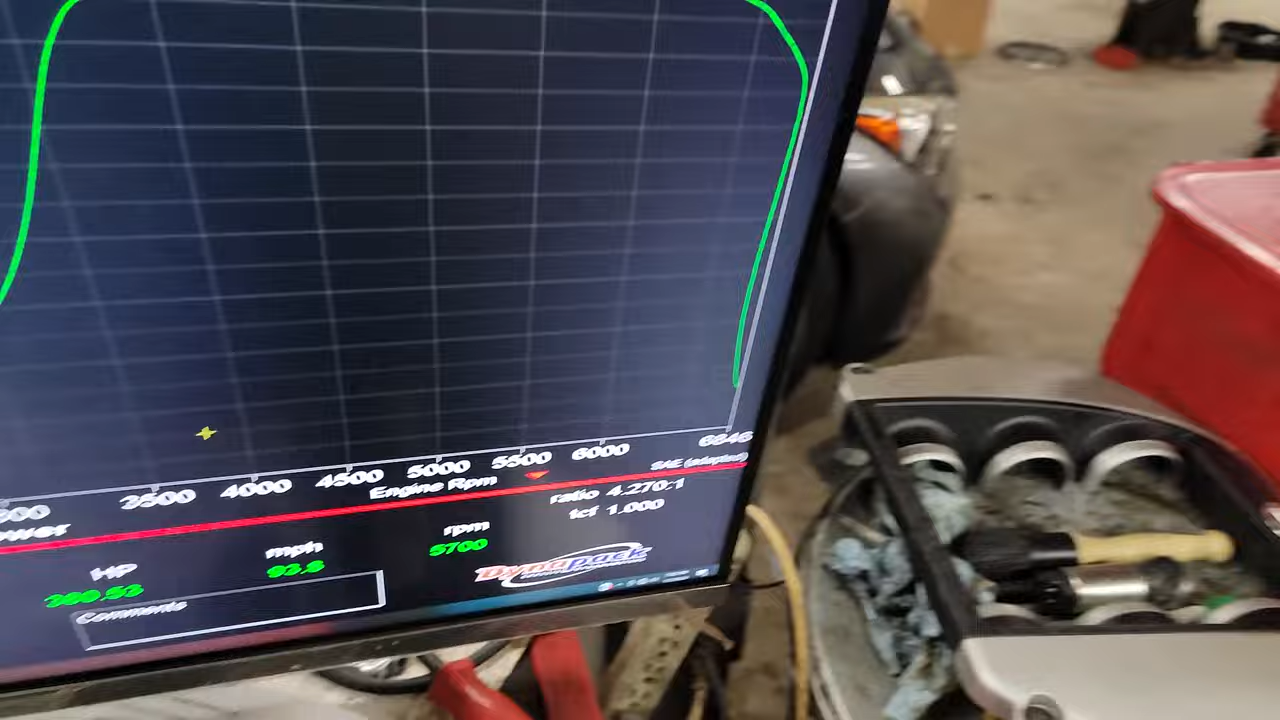 3500 4000 4500 5000 5500 6000 6846
Engine Rpm
SAE (adapted)
ratio 4.270:1
tcf 1.000
HP mph rpm
93.8 5700
Comments
Dynapack